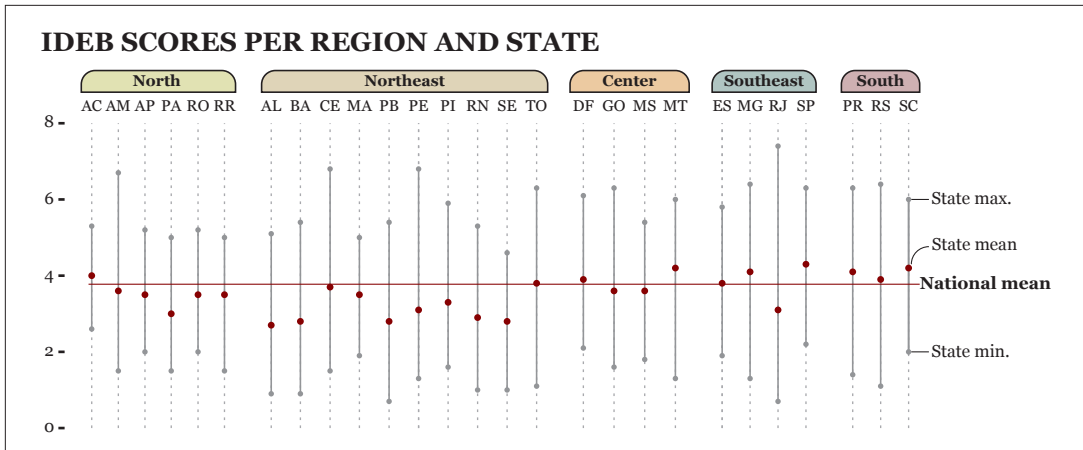 IDEB SCORES PER REGION AND STATE
North Northeast Center Southeast South
AC AM AP PA RO RR AL BA CE MA PB PE PI RN SE TO DF GO MS MT ES MG RJ SP PR RS SC
8
6
State max.
State mean
4
National mean
2
State min.
0